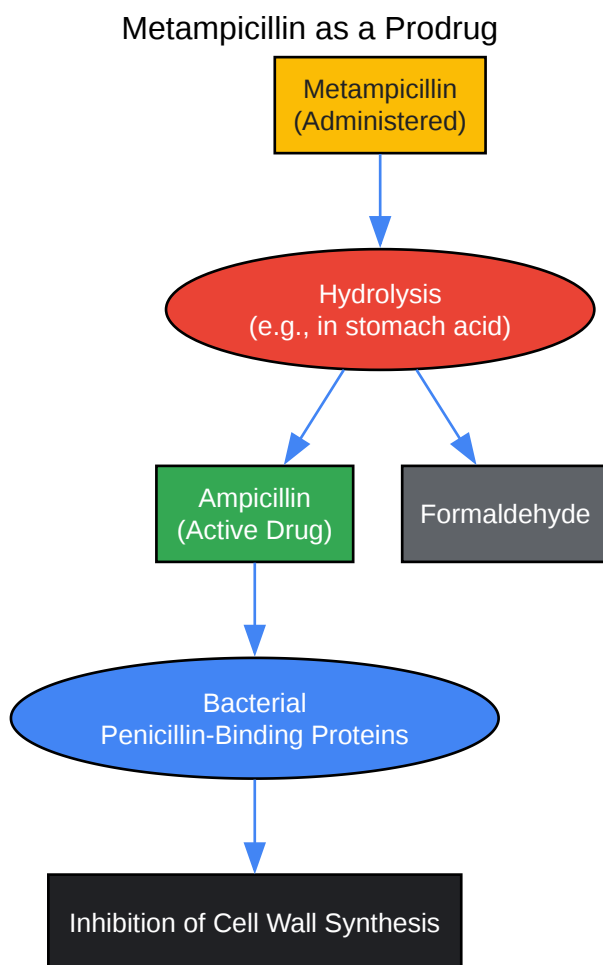 Metampicillin as a Prodrug
Metampicillin
(Administered)
Hydrolysis
(e.g., in stomach acid)
Ampicillin
(Active Drug)
Formaldehyde
Bacterial
Penicillin-Binding Proteins
Inhibition of Cell Wall Synthesis